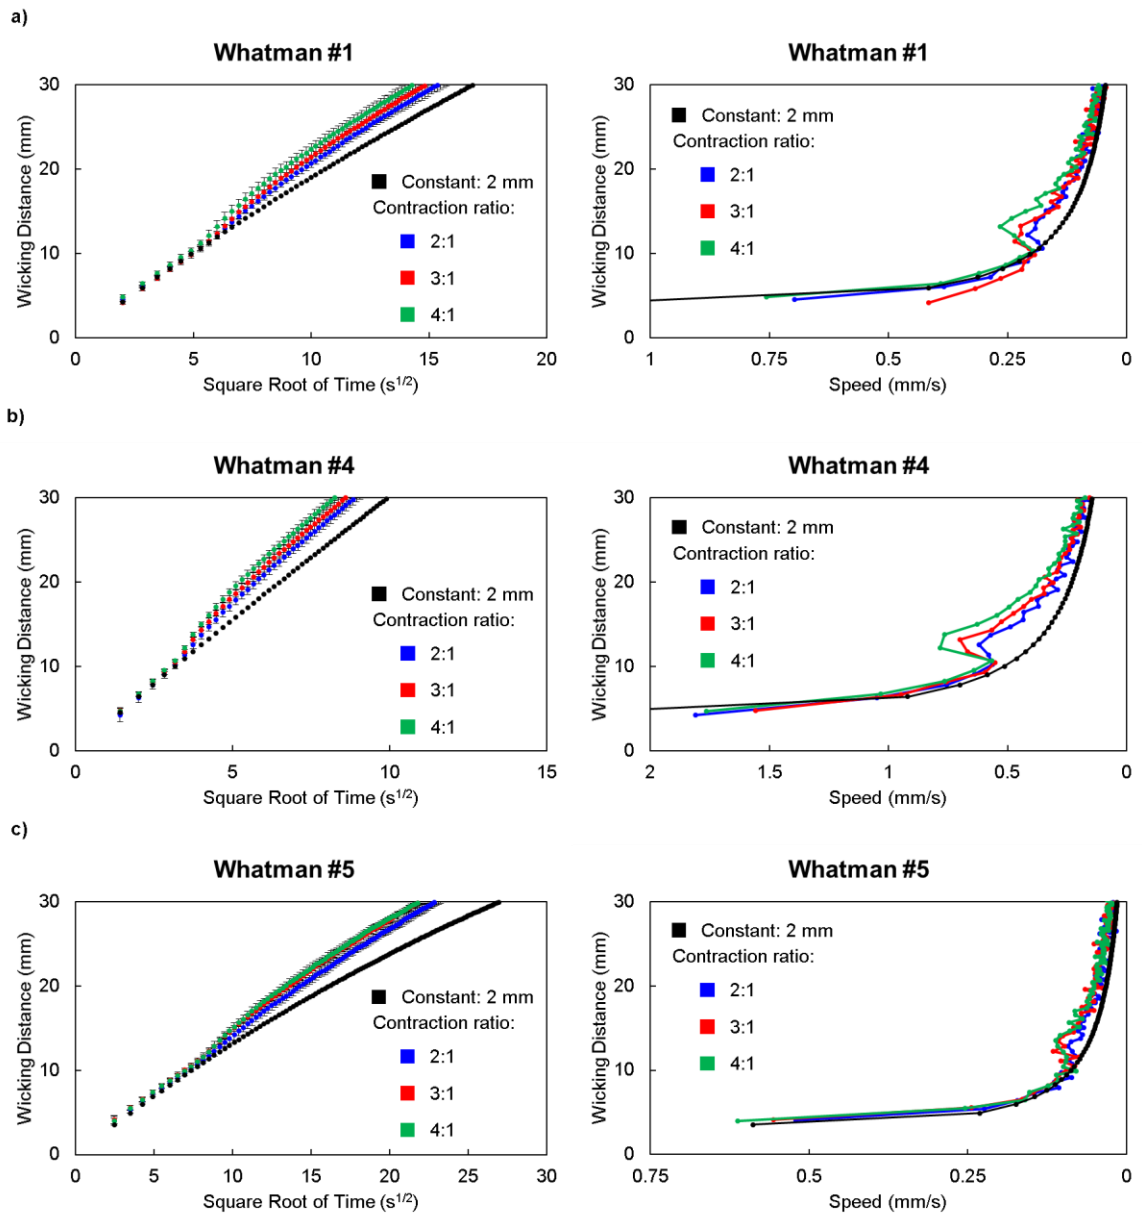 a)
Whatman #1
Wicking Distance (mm)
30
20
10
0
Constant: 2 mm
Contraction ratio:
2:1
3:1
4:1
0 5 10 15 20
Square Root of Time (s1/2)
Whatman #1
Wicking Distance (mm)
30
20
10
0
Constant: 2 mm
Contraction ratio:
2:1
3:1
4:1
1 0.75 0.5 0.25 0
Speed (mm/s)
b)
Whatman #4
Wicking Distance (mm)
30
20
10
0
Constant: 2 mm
Contraction ratio:
2:1
3:1
4:1
0 5 10 15
Square Root of Time (s1/2)
Whatman #4
Wicking Distance (mm)
30
20
10
0
Constant: 2 mm
Contraction ratio:
2:1
3:1
4:1
2 1.5 1 0.5 0
Speed (mm/s)
c)
Whatman #5
Wicking Distance (mm)
30
20
10
0
Constant: 2 mm
Contraction ratio:
2:1
3:1
4:1
0 5 10 15 20 25 30
Square Root of Time (s1/2)
Whatman #5
Wicking Distance (mm)
30
20
10
0
Constant: 2 mm
Contraction ratio:
2:1
3:1
4:1
0.75 0.5 0.25 0
Speed (mm/s)